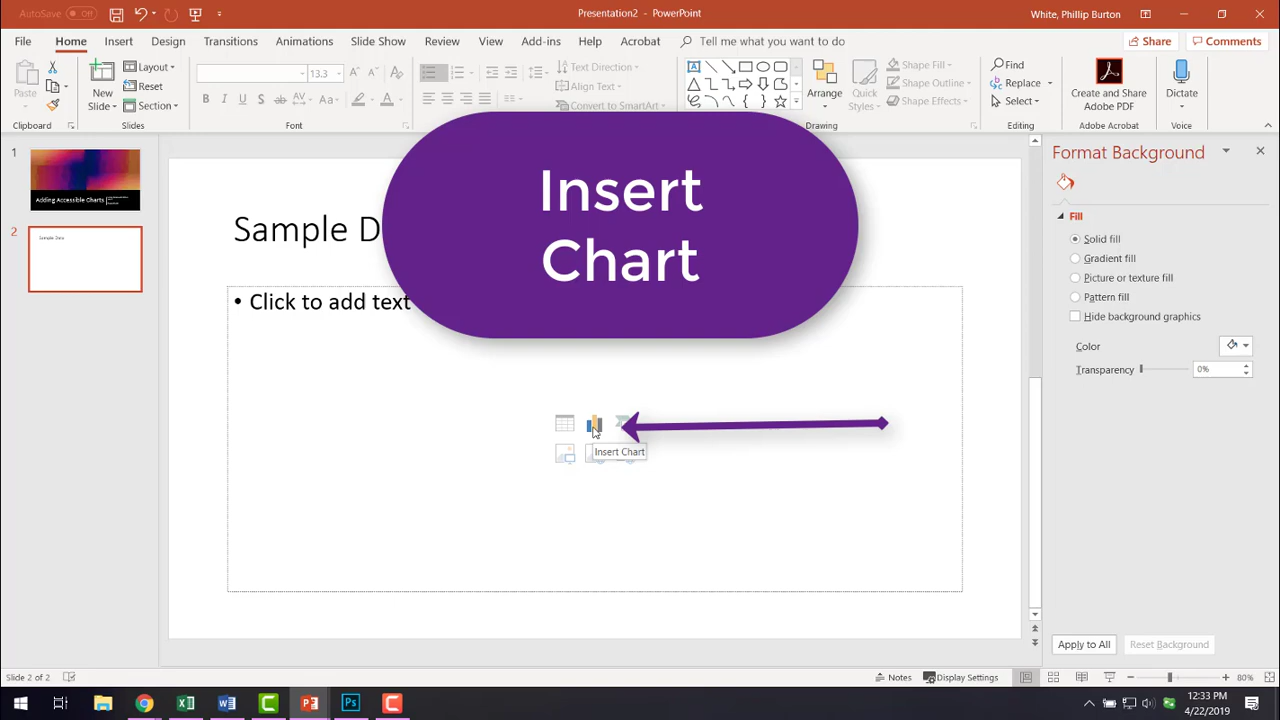 AutoSave Off
Presentation2 - PowerPoint
White, Phillip Burton
File Home Insert Design Transitions Animations Slide Show Review View Add-ins Help Acrobat Tell me what you want to do Share Comments
Paste
New Slide
Layout
Reset
Section
13.3
Text Direction
Align Text
Convert to SmartArt
Arrange
Quick Styles
Shape Fill
Shape Outline
Shape Effects
Find
Replace
Select
Create and Share Adobe PDF
Dictate
Clipboard Slides Font Drawing Editing Adobe Acrobat Voice
1
Adding Accessible Charts
2
Sample Data
Sample D
Insert
Chart
• Click to add text
Insert Chart
Format Background
Fill
Solid fill
Gradient fill
Picture or texture fill
Pattern fill
Hide background graphics
Color
Transparency 0%
Apply to All Reset Background
Slide 2 of 2
Notes Display Settings 80%
12:33 PM
4/22/2019